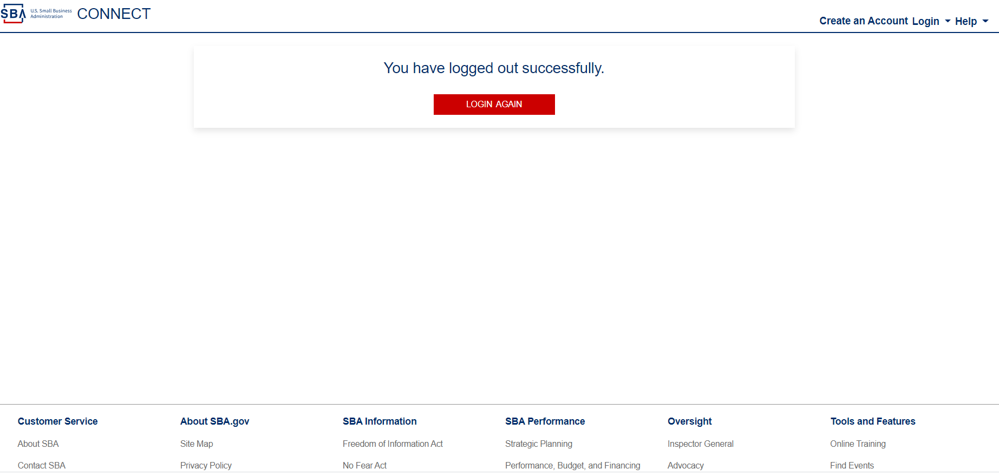 SBA
U.S. Small Business
Administration
CONNECT
Create an Account Login Help
You have logged out successfully.
LOGIN AGAIN
Customer Service About SBA.gov SBA Information SBA Performance Oversight Tools and Features
About SBA Site Map Freedom of Information Act Strategic Planning Inspector General Online Training
Contact SBA Privacy Policy No Fear Act Performance, Budget, and Financing Advocacy Find Events